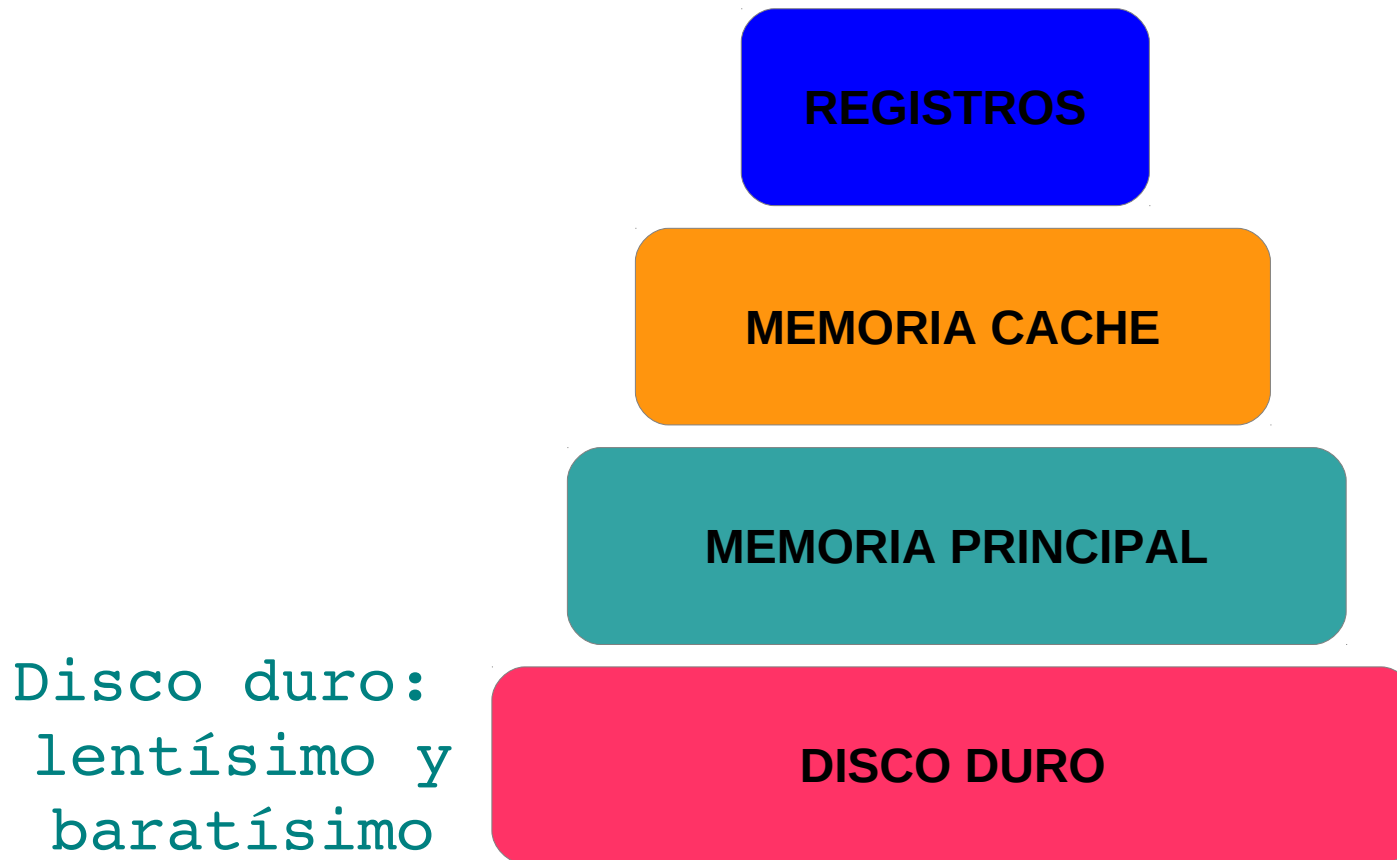 REGISTROS
MEMORIA CACHE
MEMORIA PRINCIPAL
Disco duro:
lentísimo y
baratísimo
DISCO DURO